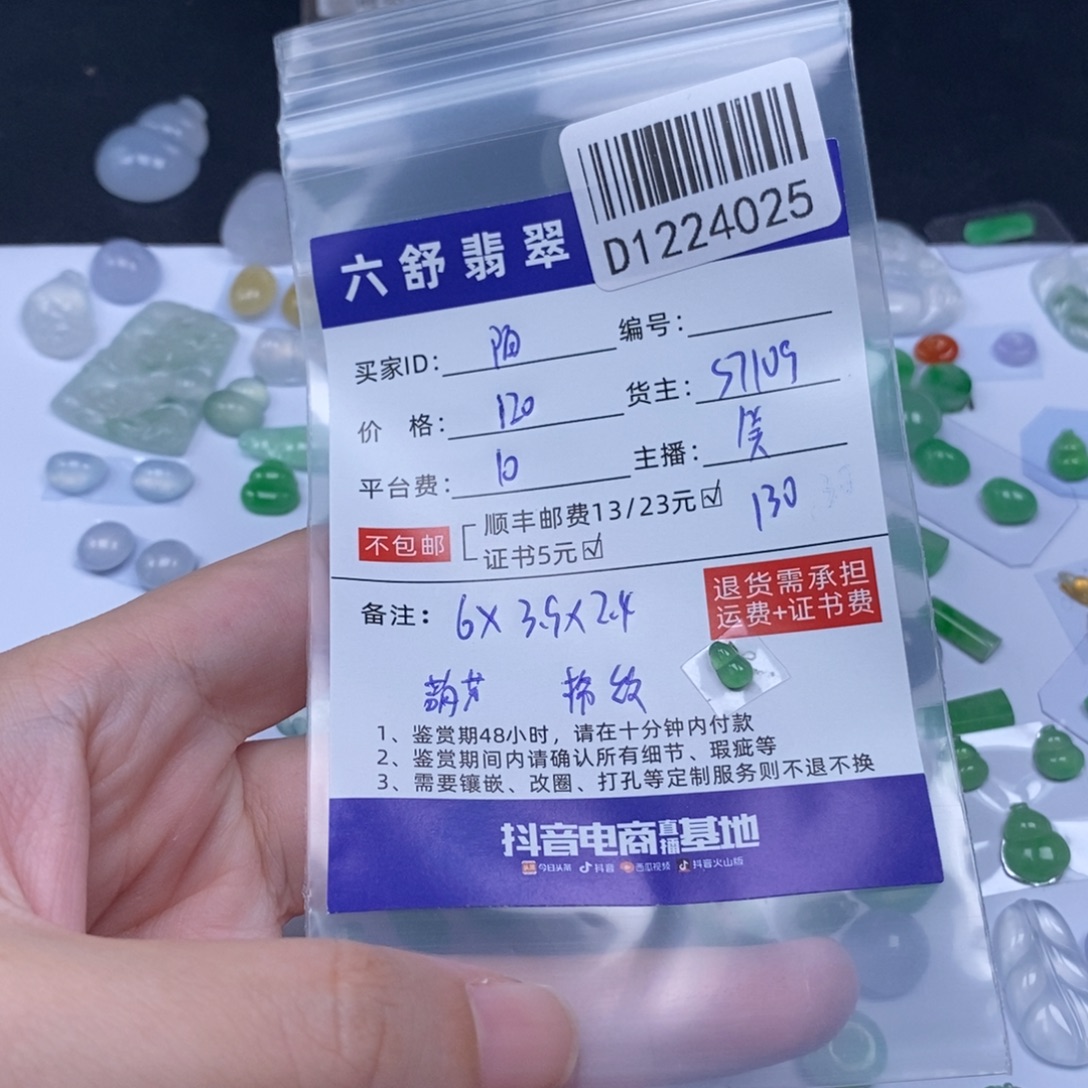 D1224025
六舒翡翠
买家ID: 阳 编号:
价 格: 120 货主: S7109
平台费: 10 主播: 笑
不包邮 顺丰邮费13/23元☑ 130
证书5元☑
备注: 6X 3.9X2.4
退货需承担
运费+证书费
葫芦 棉纹
1、鉴赏期48小时，请在十分钟内付款
2、鉴赏期间内请确认所有细节、瑕疵等
3、需要镶嵌、改圈、打孔等定制服务则不退不换
抖音电商直播基地
头条 今日头条 抖音 西瓜视频 抖音火山版